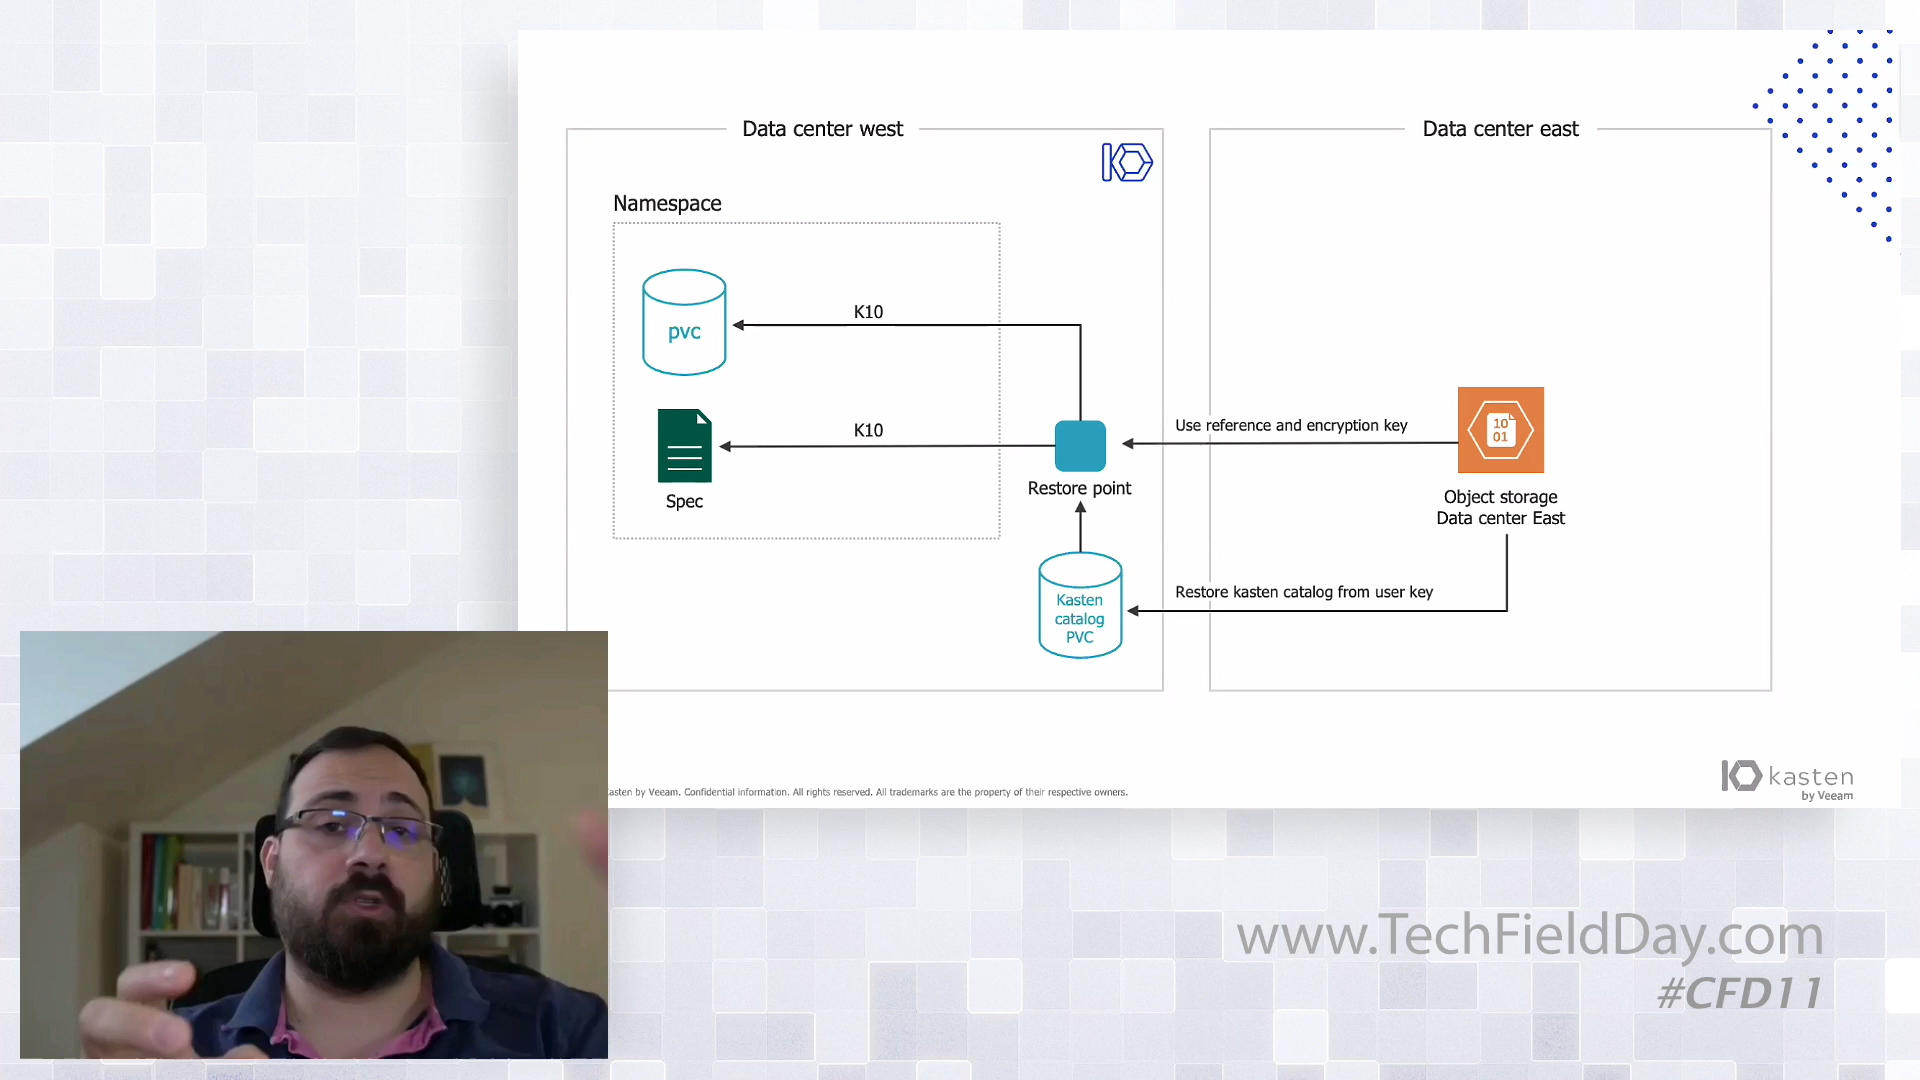 Data center west
Data center east
Namespace
K10
pvc
K10
Use reference and encryption key
10
01
Spec
Restore point
Object storage
Data center East
Restore kasten catalog from user key
Kasten
catalog
PVC
kasten
by Veeam
asten by Veeam. Confidential information. All rights reserved. All trademarks are the property of their respective owners.
www.TechFieldDay.com
#CFD11